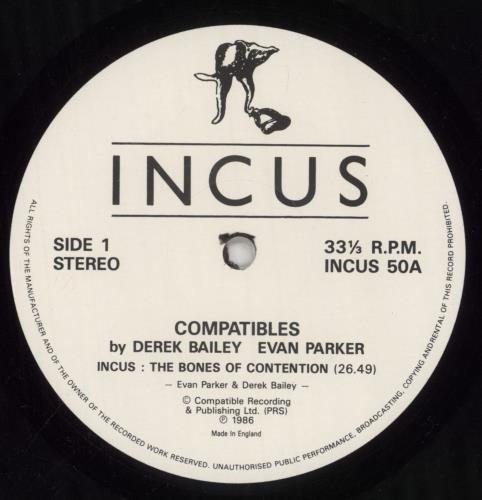 INCUS
SIDE 1
STEREO
33⅓ R.P.M.
INCUS 50A
COMPATIBLES
by DEREK BAILEY EVAN PARKER
INCUS : THE BONES OF CONTENTION (26.49)
— Evan Parker & Derek Bailey —
© Compatible Recording
& Publishing Ltd. (PRS)
℗ 1986
Made in England
ALL RIGHTS OF THE MANUFACTURER AND OF THE OWNER OF THE RECORDED WORK RESERVED. UNAUTHORISED PUBLIC PERFORMANCE, BROADCASTING, COPYING AND RENTAL OF THIS RECORD PROHIBITED.